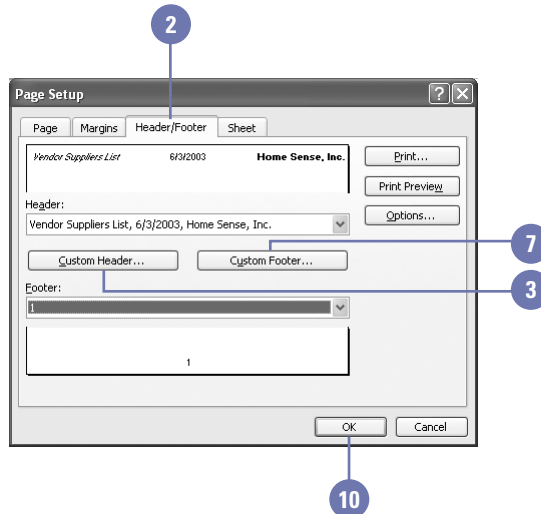 2
Page Setup
Page Margins Header/Footer Sheet
Vendor Suppliers List 6/3/2003 Home Sense, Inc.
Print...
Print Preview
Header:
Options...
Vendor Suppliers List, 6/3/2003, Home Sense, Inc.
7
Custom Header... Custom Footer...
3
Footer:
1
1
OK Cancel
10